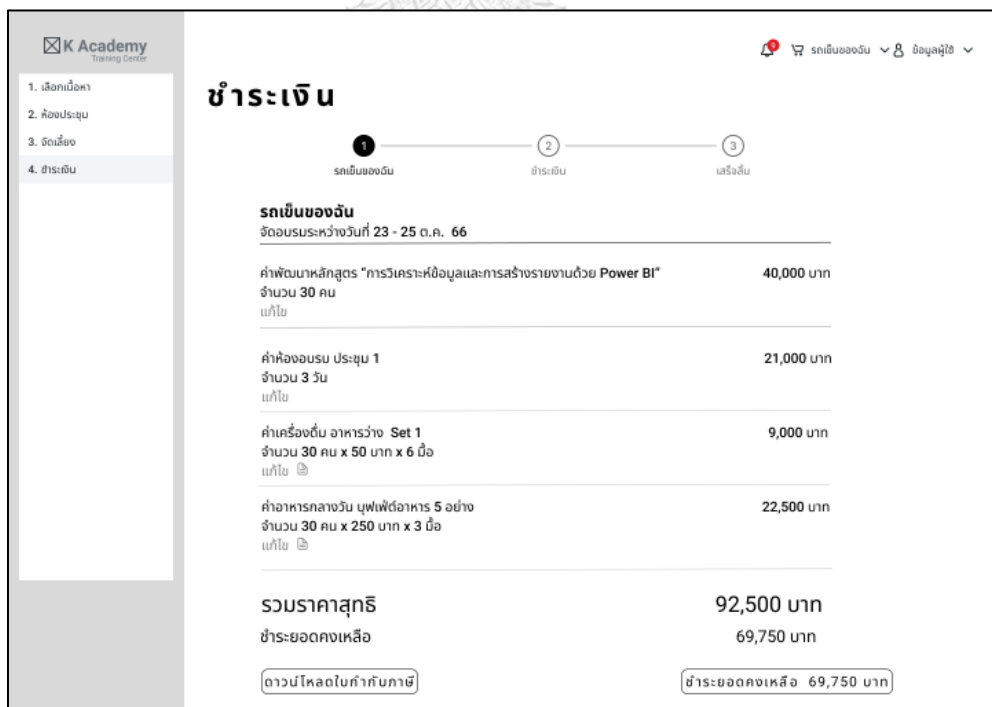 K Academy
Training Center
9
รถเข็นของฉัน
ข้อมูลผู้ใช้
1. เลือกเนื้อหา
2. ห้องประชุม
3. จัดเลี้ยง
4. ชำระเงิน
ชำระเงิน
1
2
3
รถเข็นของฉัน
ชำระเงิน
เสร็จสิ้น
รถเข็นของฉัน
จัดอบรมระหว่างวันที่ 23 - 25 ต.ค. 66
ค่าพัฒนาหลักสูตร “การวิเคราะห์ข้อมูลและการสร้างรายงานด้วย Power BI” 40,000 บาท
จำนวน 30 คน
แก้ไข
ค่าห้องอบรม ประชุม 1 21,000 บาท
จำนวน 3 วัน
แก้ไข
ค่าเครื่องดื่ม อาหารว่าง Set 1 9,000 บาท
จำนวน 30 คน x 50 บาท x 6 มื้อ
แก้ไข
ค่าอาหารกลางวัน บุฟเฟ่ต์อาหาร 5 อย่าง 22,500 บาท
จำนวน 30 คน x 250 บาท x 3 มื้อ
แก้ไข
รวมราคาสุทธิ 92,500 บาท
ชำระยอดคงเหลือ 69,750 บาท
ดาวน์โหลดใบกำกับภาษี
ชำระยอดคงเหลือ 69,750 บาท